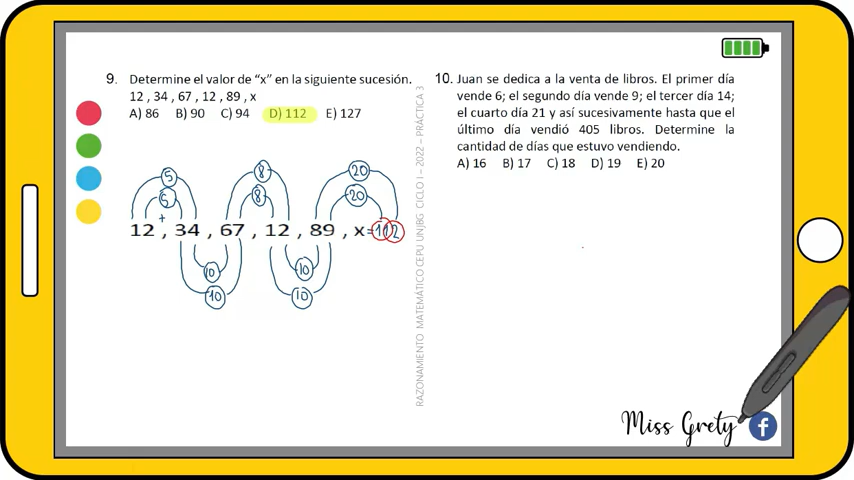 9. Determine el valor de “x” en la siguiente sucesión.
12 , 34 , 67 , 12 , 89 , x
A) 86 B) 90 C) 94 D) 112 E) 127
5 8 20
5 8 20
+
12 , 34 , 67 , 12 , 89 , x=112
10 10
10 10
RAZONAMIENTO MATEMÁTICO CEPU UNJBG CICLO I – 2022 – PRÁCTICA 3
10. Juan se dedica a la venta de libros. El primer día
vende 6; el segundo día vende 9; el tercer día 14;
el cuarto día 21 y así sucesivamente hasta que el
último día vendió 405 libros. Determine la
cantidad de días que estuvo vendiendo.
A) 16 B) 17 C) 18 D) 19 E) 20
Miss Grety f